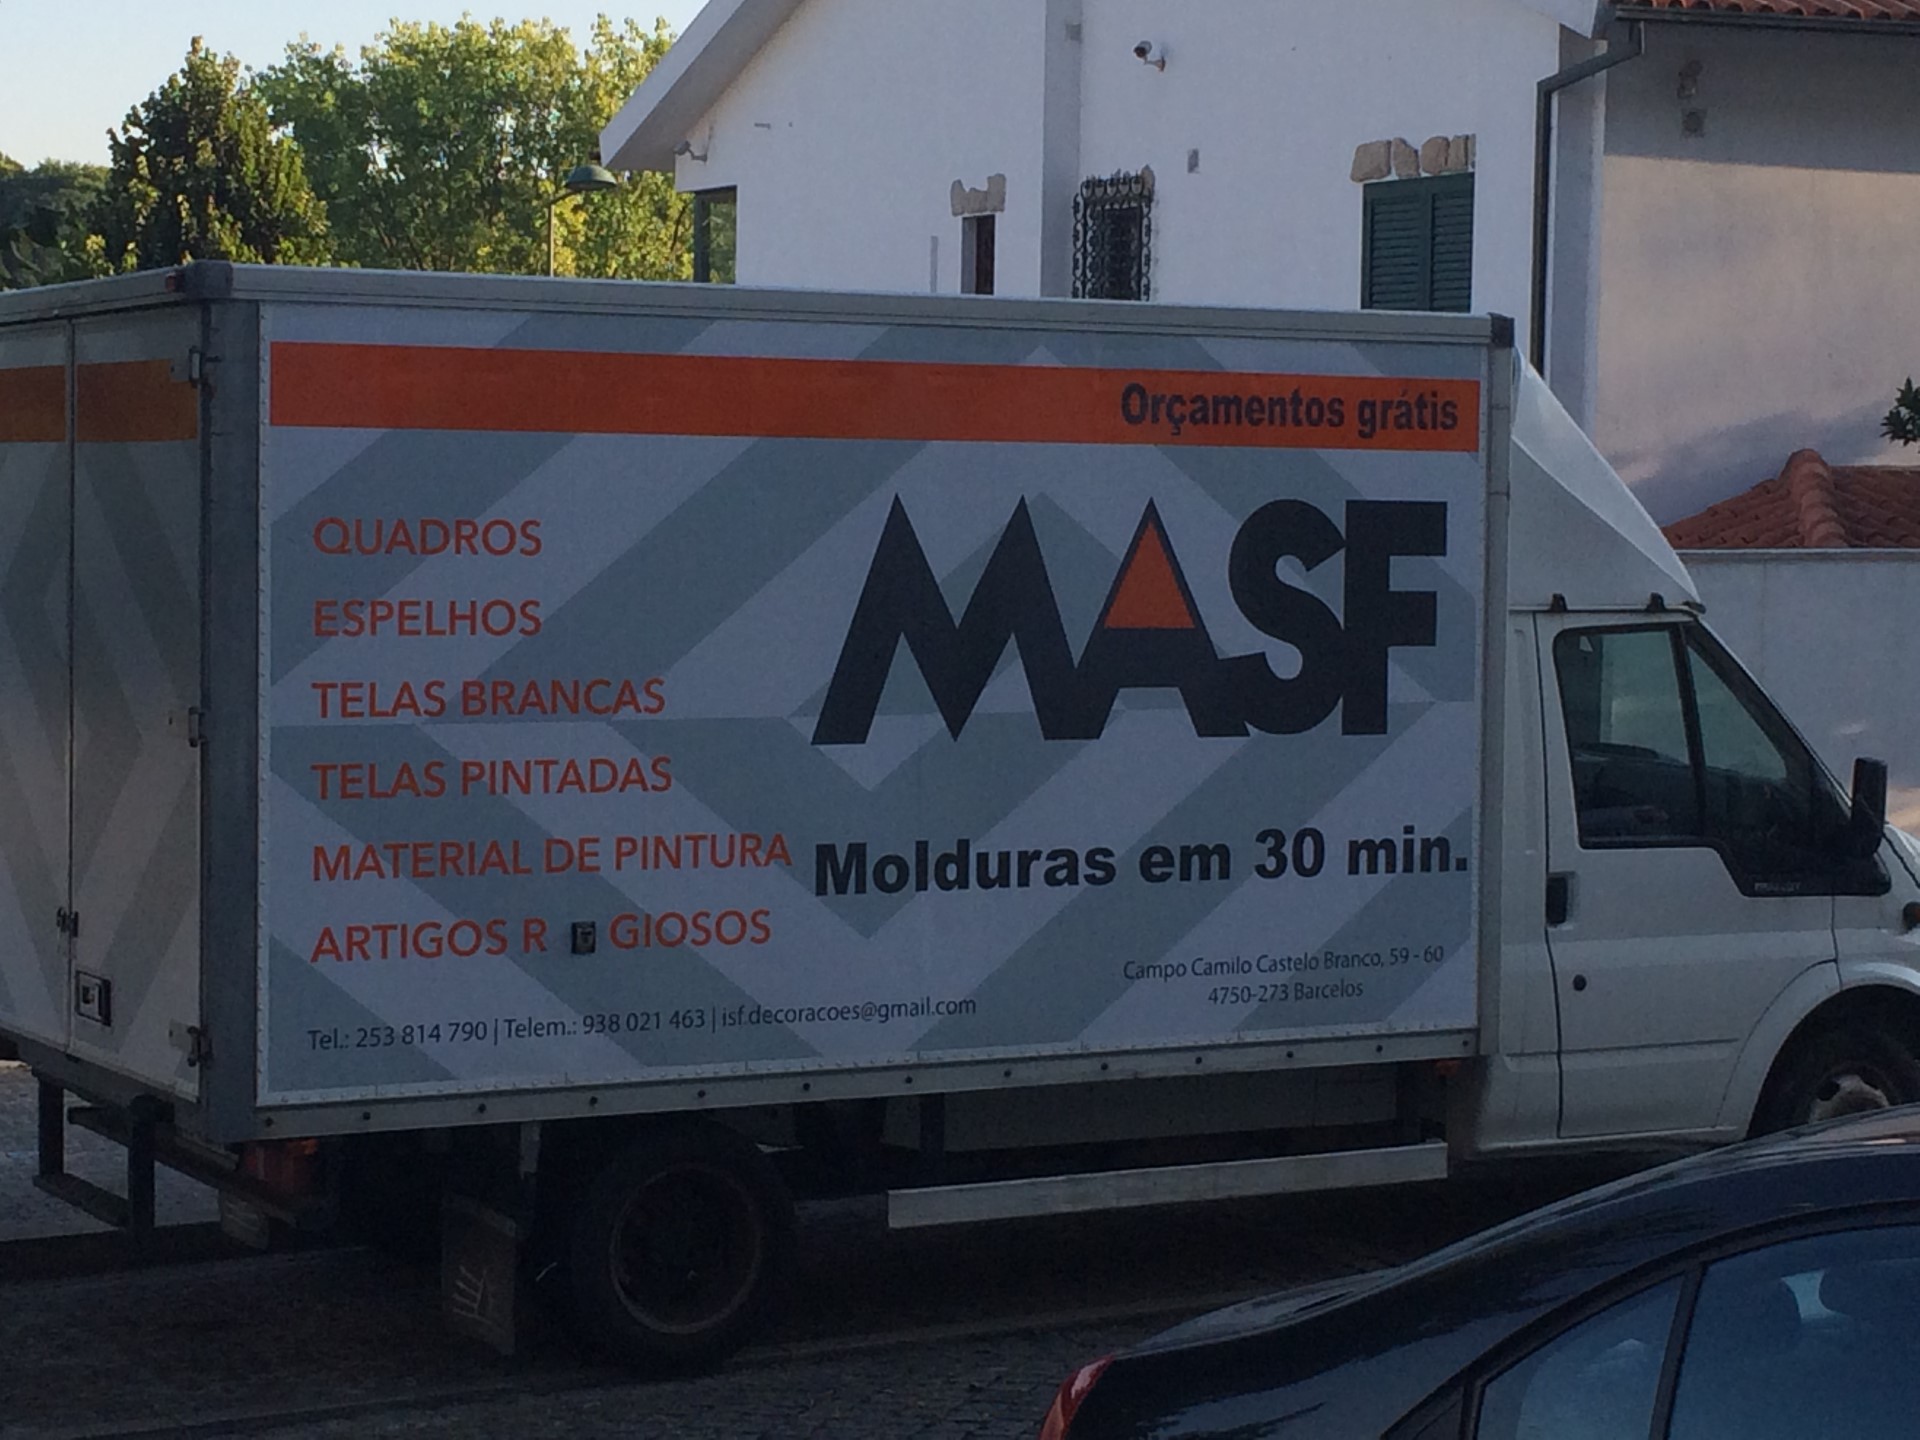 Orçamentos grátis
MASF
QUADROS
ESPELHOS
TELAS BRANCAS
TELAS PINTADAS
MATERIAL DE PINTURA
ARTIGOS R GIOSOS
Molduras em 30 min.
Campo Camilo Castelo Branco, 59 - 60
4750-273 Barcelos
Tel.: 253 814 790 | Telem.: 938 021 463 | isf.decoracoes@gmail.com